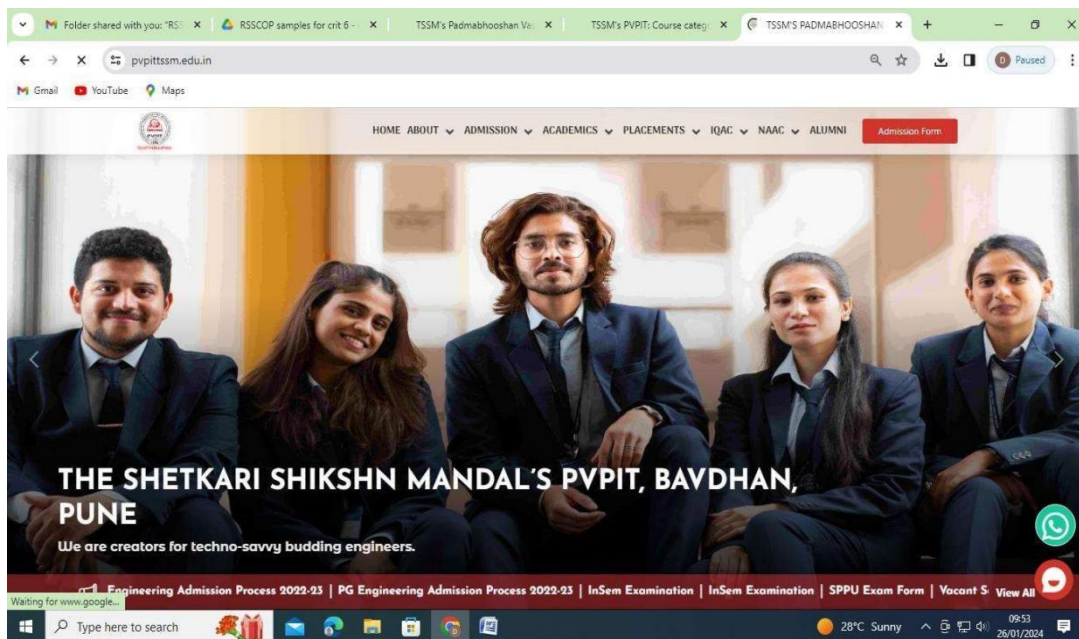 Folder shared with you: "RSS
RSSCOP samples for crit 6 -
TSSM's Padmabhooshan Va
TSSM's PVPIT: Course categ
TSSM'S PADMABHOOSHAN
pvpittssm.edu.in
D Paused
Gmail YouTube Maps
HOME ABOUT ADMISSION ACADEMICS PLACEMENTS IQAC NAAC ALUMNI Admission Form
THE SHETKARI SHIKSHN MANDAL'S PVPIT, BAVDHAN,
PUNE
We are creators for techno-savvy budding engineers.
Engineering Admission Process 2022-23 | PG Engineering Admission Process 2022-23 | InSem Examination | InSem Examination | SPPU Exam Form | Vacant S View All
Waiting for www.google...
Type here to search
28°C Sunny
09:53
26/01/2024